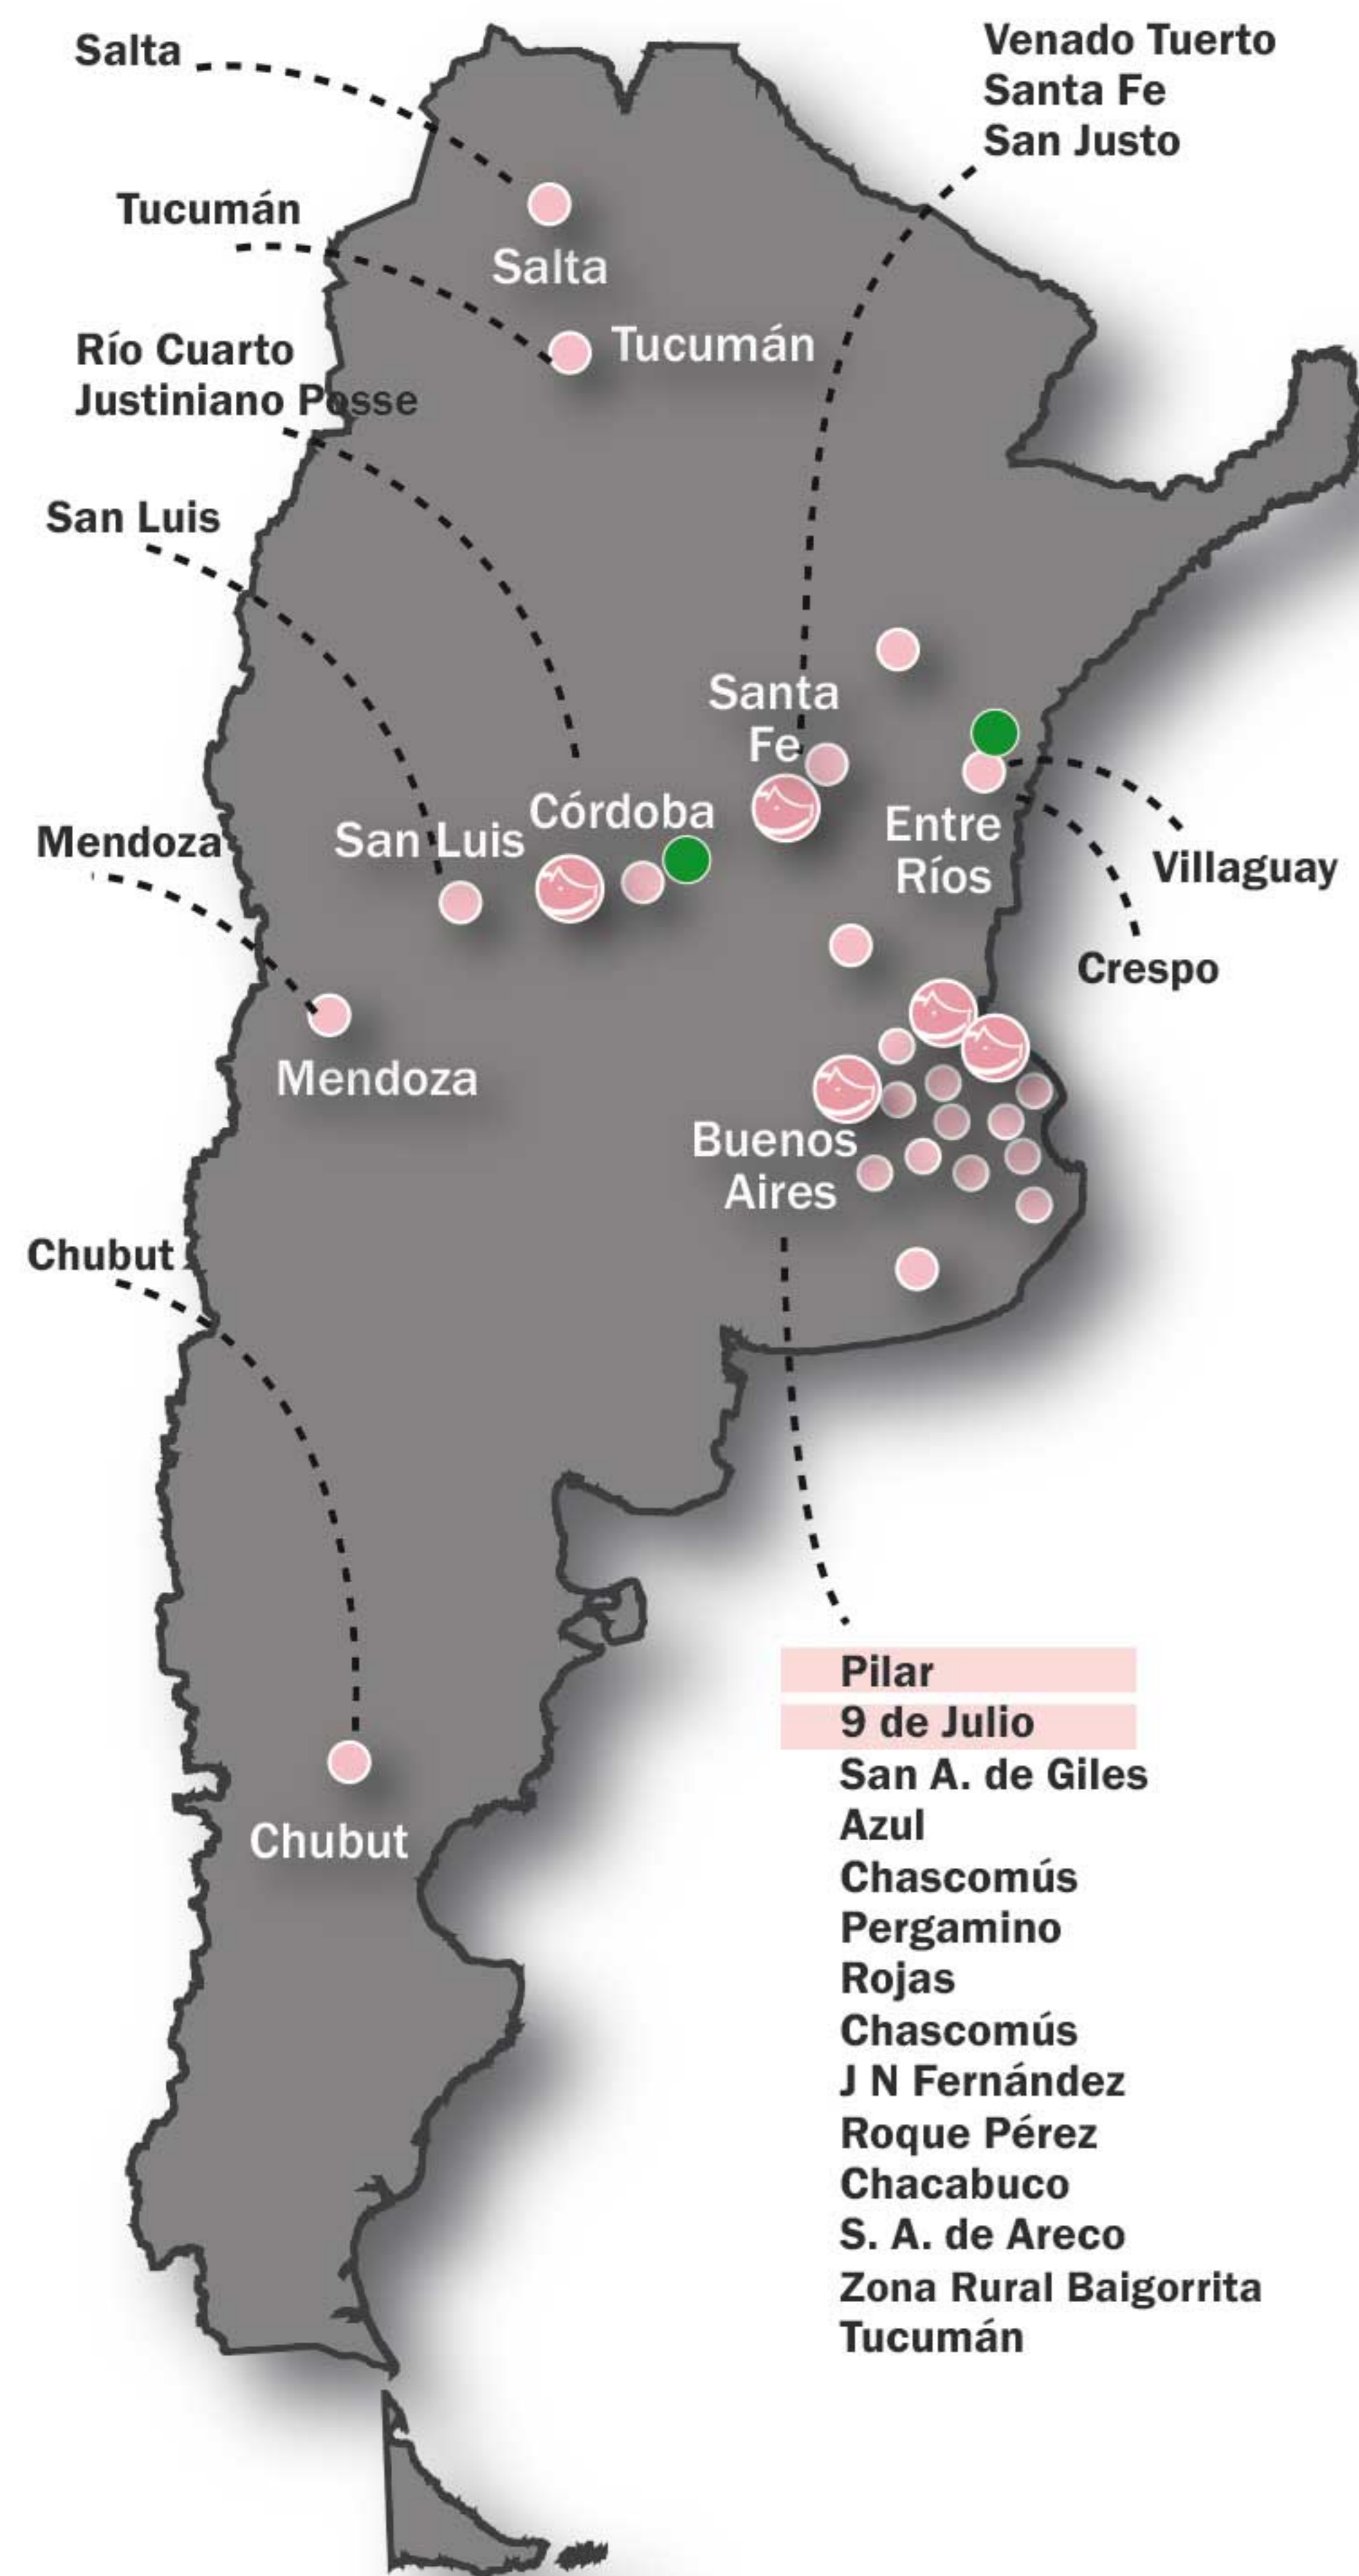 Salta
Venado Tuerto
Santa Fe
San Justo
Tucumán
Salta
Río Cuarto
Justiniano Posse
Tucumán
San Luis
Santa
Fe
Córdoba
San Luis
Mendoza
Entre
Ríos
Villaguay
Crespo
Mendoza
Buenos
Aires
Chubut
Pilar
9 de Julio
San A. de Giles
Azul
Chascomús
Pergamino
Rojas
Chascomús
J N Fernández
Roque Pérez
Chacabuco
S. A. de Areco
Zona Rural Baigorrita
Tucumán
Chubut